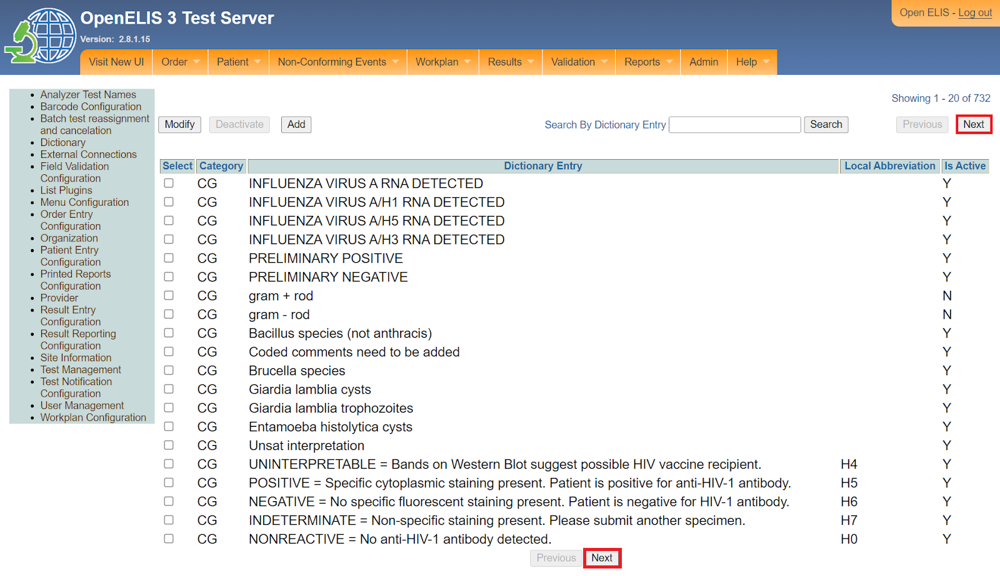 OpenELIS 3 Test Server
Version: 2.8.1.15
Open ELIS - Log out
Visit New UI Order Patient Non-Conforming Events Workplan Results Validation Reports Admin Help
Analyzer Test Names
Barcode Configuration
Batch test reassignment
and cancelation
Dictionary
External Connections
Field Validation
Configuration
List Plugins
Menu Configuration
Order Entry
Configuration
Organization
Patient Entry
Configuration
Printed Reports
Configuration
Provider
Result Entry
Configuration
Result Reporting
Configuration
Site Information
Test Management
Test Notification
Configuration
User Management
Workplan Configuration
Showing 1 - 20 of 732
Modify Deactivate Add Search By Dictionary Entry Search Previous Next
Select Category Dictionary Entry Local Abbreviation Is Active
CG INFLUENZA VIRUS A RNA DETECTED Y
CG INFLUENZA VIRUS A/H1 RNA DETECTED Y
CG INFLUENZA VIRUS A/H5 RNA DETECTED Y
CG INFLUENZA VIRUS A/H3 RNA DETECTED Y
CG PRELIMINARY POSITIVE Y
CG PRELIMINARY NEGATIVE Y
CG gram + rod N
CG gram - rod N
CG Bacillus species (not anthracis) Y
CG Coded comments need to be added Y
CG Brucella species Y
CG Giardia lamblia cysts Y
CG Giardia lamblia trophozoites Y
CG Entamoeba histolytica cysts Y
CG Unsat interpretation Y
CG UNINTERPRETABLE = Bands on Western Blot suggest possible HIV vaccine recipient. H4 Y
CG POSITIVE = Specific cytoplasmic staining present. Patient is positive for anti-HIV-1 antibody. H5 Y
CG NEGATIVE = No specific fluorescent staining present. Patient is negative for HIV-1 antibody. H6 Y
CG INDETERMINATE = Non-specific staining present. Please submit another specimen. H7 Y
CG NONREACTIVE = No anti-HIV-1 antibody detected. H0 Y
Previous Next